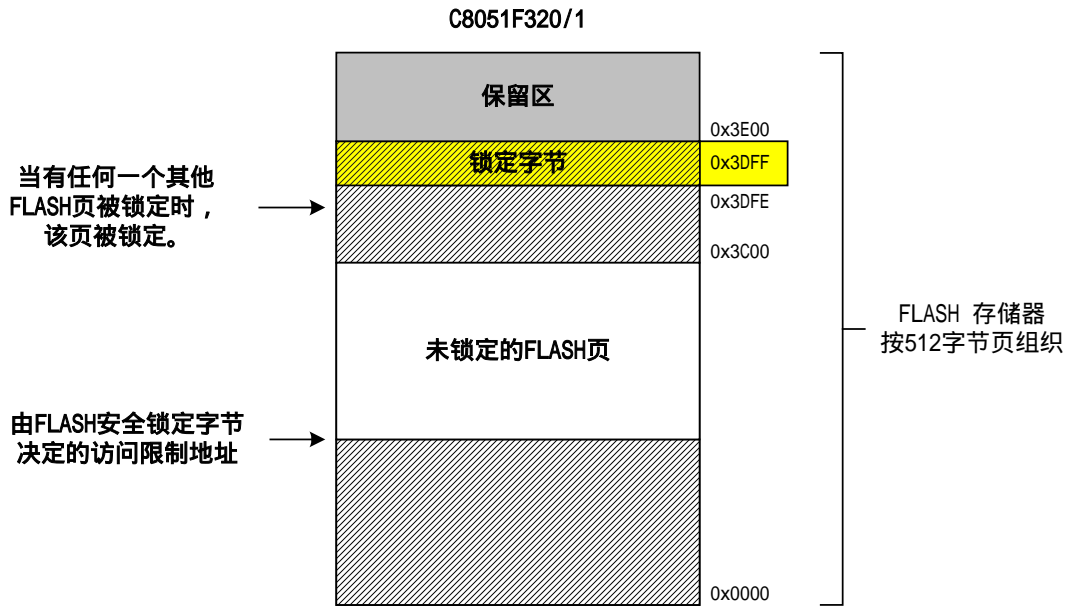 C8051F320/1
保留区
0x3E00
锁定字节
0x3DFF
0x3DFE
当有任何一个其他
FLASH页被锁定时，
该页被锁定。
0x3C00
未锁定的FLASH页
FLASH 存储器
按512字节页组织
由FLASH安全锁定字节
决定的访问限制地址
0x0000